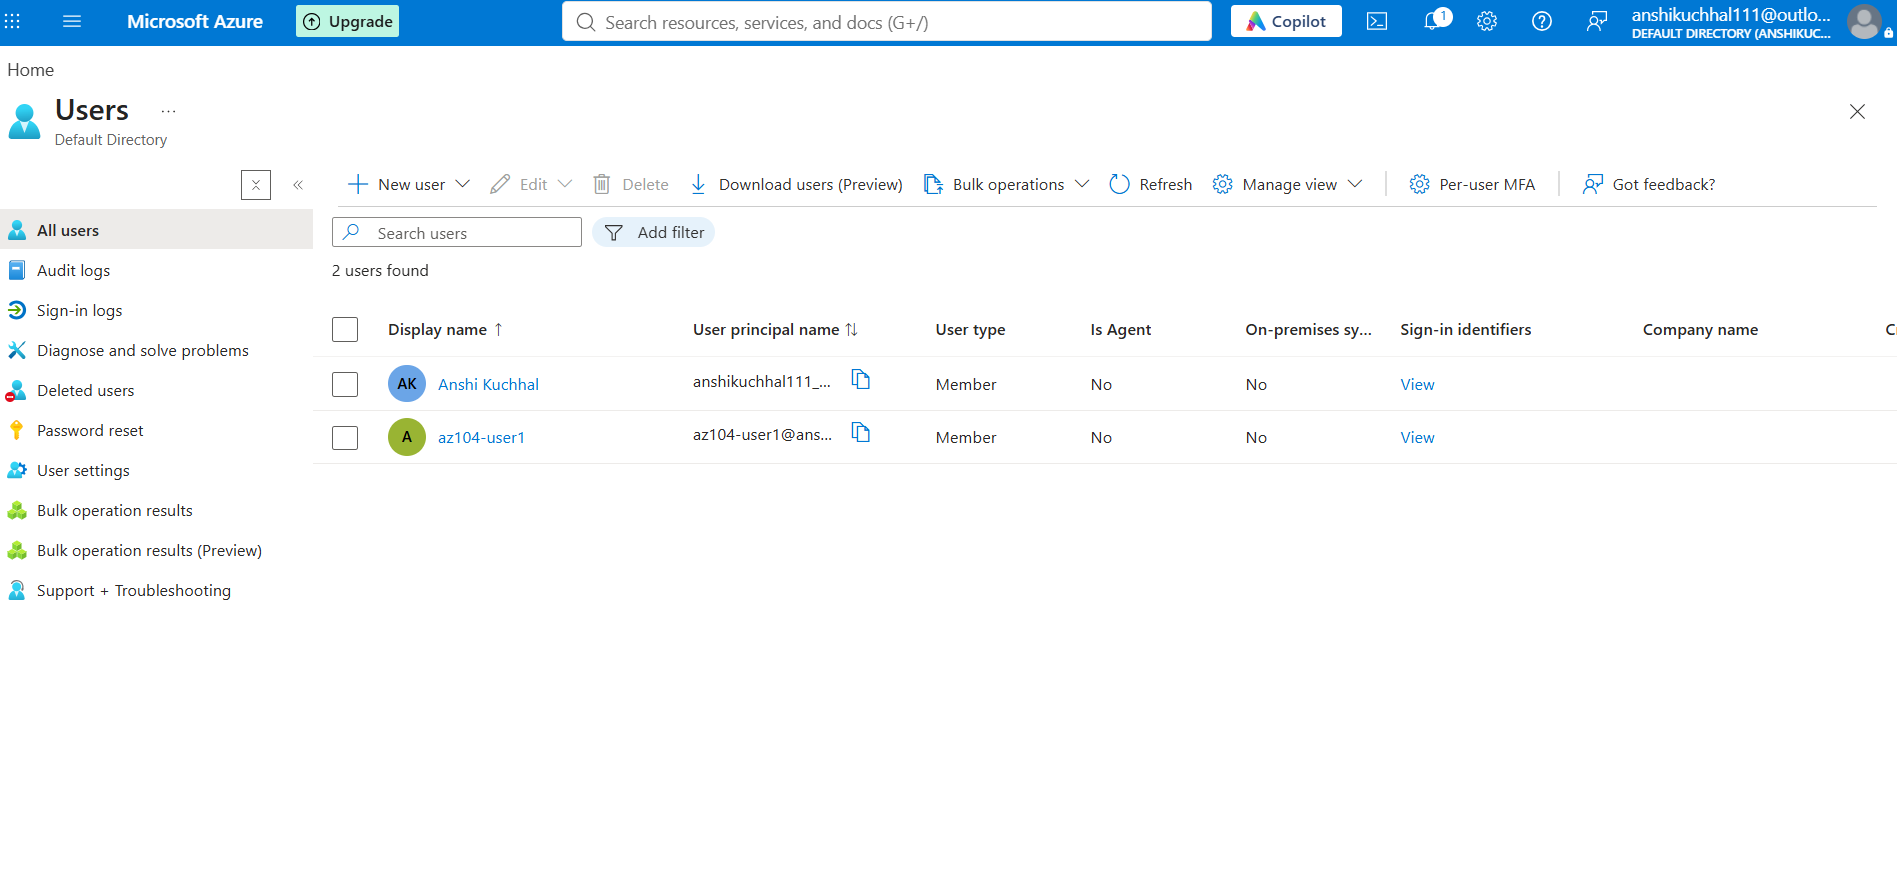 Microsoft Azure
Upgrade
Search resources, services, and docs (G+/)
Copilot
1
anshikuchhal111@outlo...
DEFAULT DIRECTORY (ANSHIKUC...
Home
Users
...
Default Directory
New user
Edit
Delete
Download users (Preview)
Bulk operations
Refresh
Manage view
Per-user MFA
Got feedback?
All users
Audit logs
Sign-in logs
Diagnose and solve problems
Deleted users
Password reset
User settings
Bulk operation results
Bulk operation results (Preview)
Support + Troubleshooting
Search users
Add filter
2 users found
Display name ↑ User principal name ↑↓ User type Is Agent On-premises sy... Sign-in identifiers Company name
AK Anshi Kuchhal anshikuchhal111_... Member No No View
A az104-user1 az104-user1@ans... Member No No View